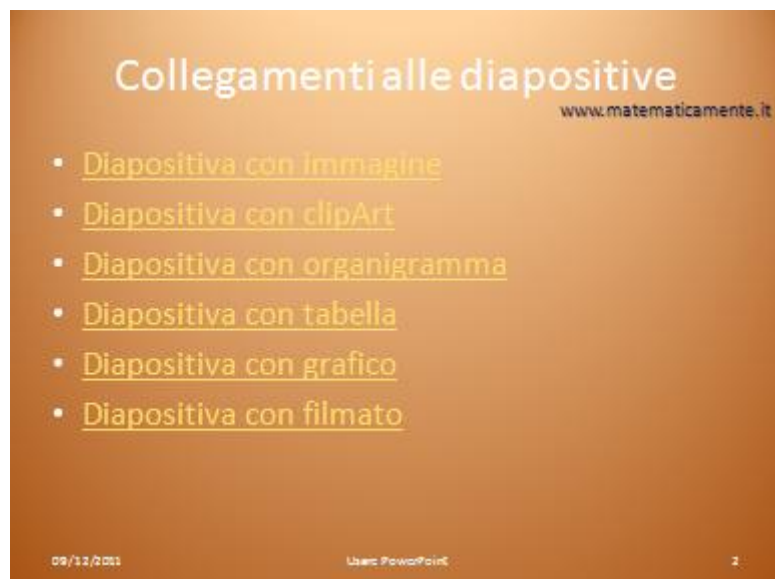 Collegamenti alle diapositive
www.matematicamente.it
• Diapositiva con immagine
• Diapositiva con clipArt
• Diapositiva con organigramma
• Diapositiva con tabella
• Diapositiva con grafico
• Diapositiva con filmato
09/12/2011 Usare PowerPoint 2